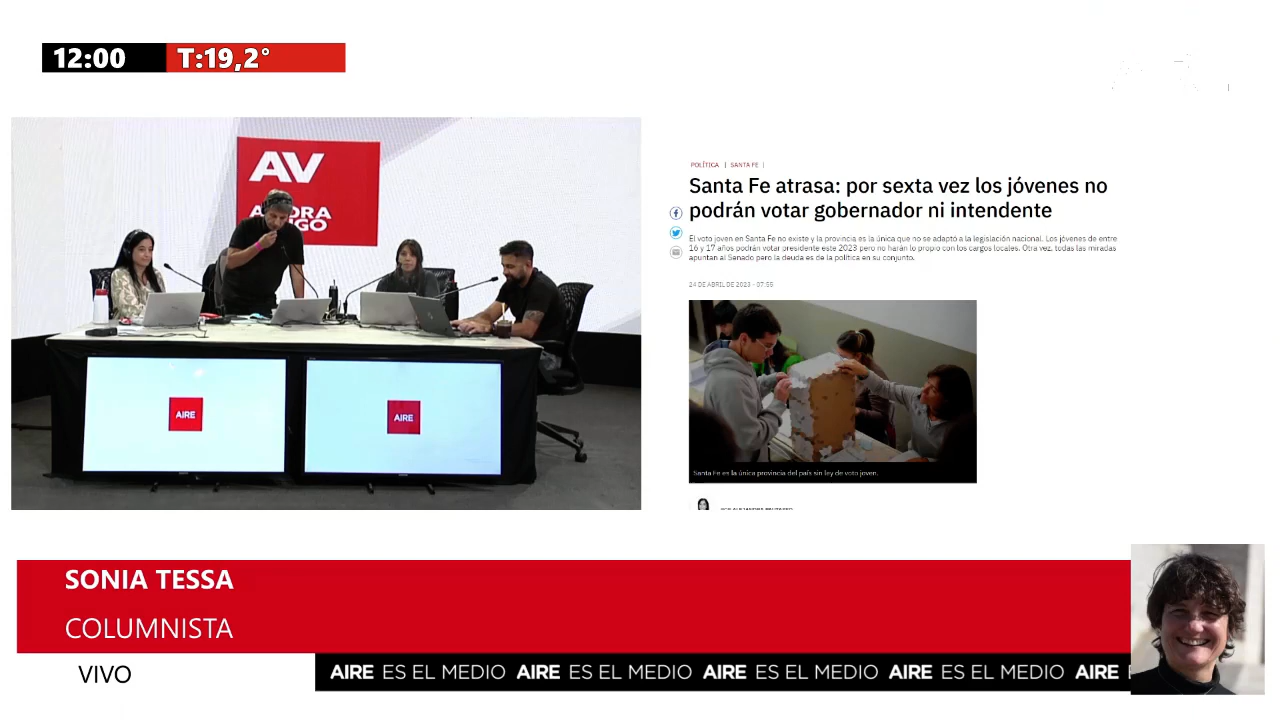 12:00 T:19,2°
AV
AHORA
POLÍTICA | SANTA FE |
Santa Fe atrasa: por sexta vez los jóvenes no
podrán votar gobernador ni intendente
El voto joven en Santa Fe no existe y la provincia es la única que no se adaptó a la legislación nacional. Los jóvenes de entre
16 y 17 años podrán votar presidente este 2023 pero no harán lo propio con los cargos locales. Otra vez, todas las miradas
apuntan al Senado pero la deuda es de la política en su conjunto.
24 DE ABRIL DE 2023 - 07:55
Santa Fe es la única provincia del país sin ley de voto joven.
AIRE
AIRE
SONIA TESSA
COLUMNISTA
VIVO
AIRE ES EL MEDIO AIRE ES EL MEDIO AIRE ES EL MEDIO AIRE ES EL MEDIO AIRE